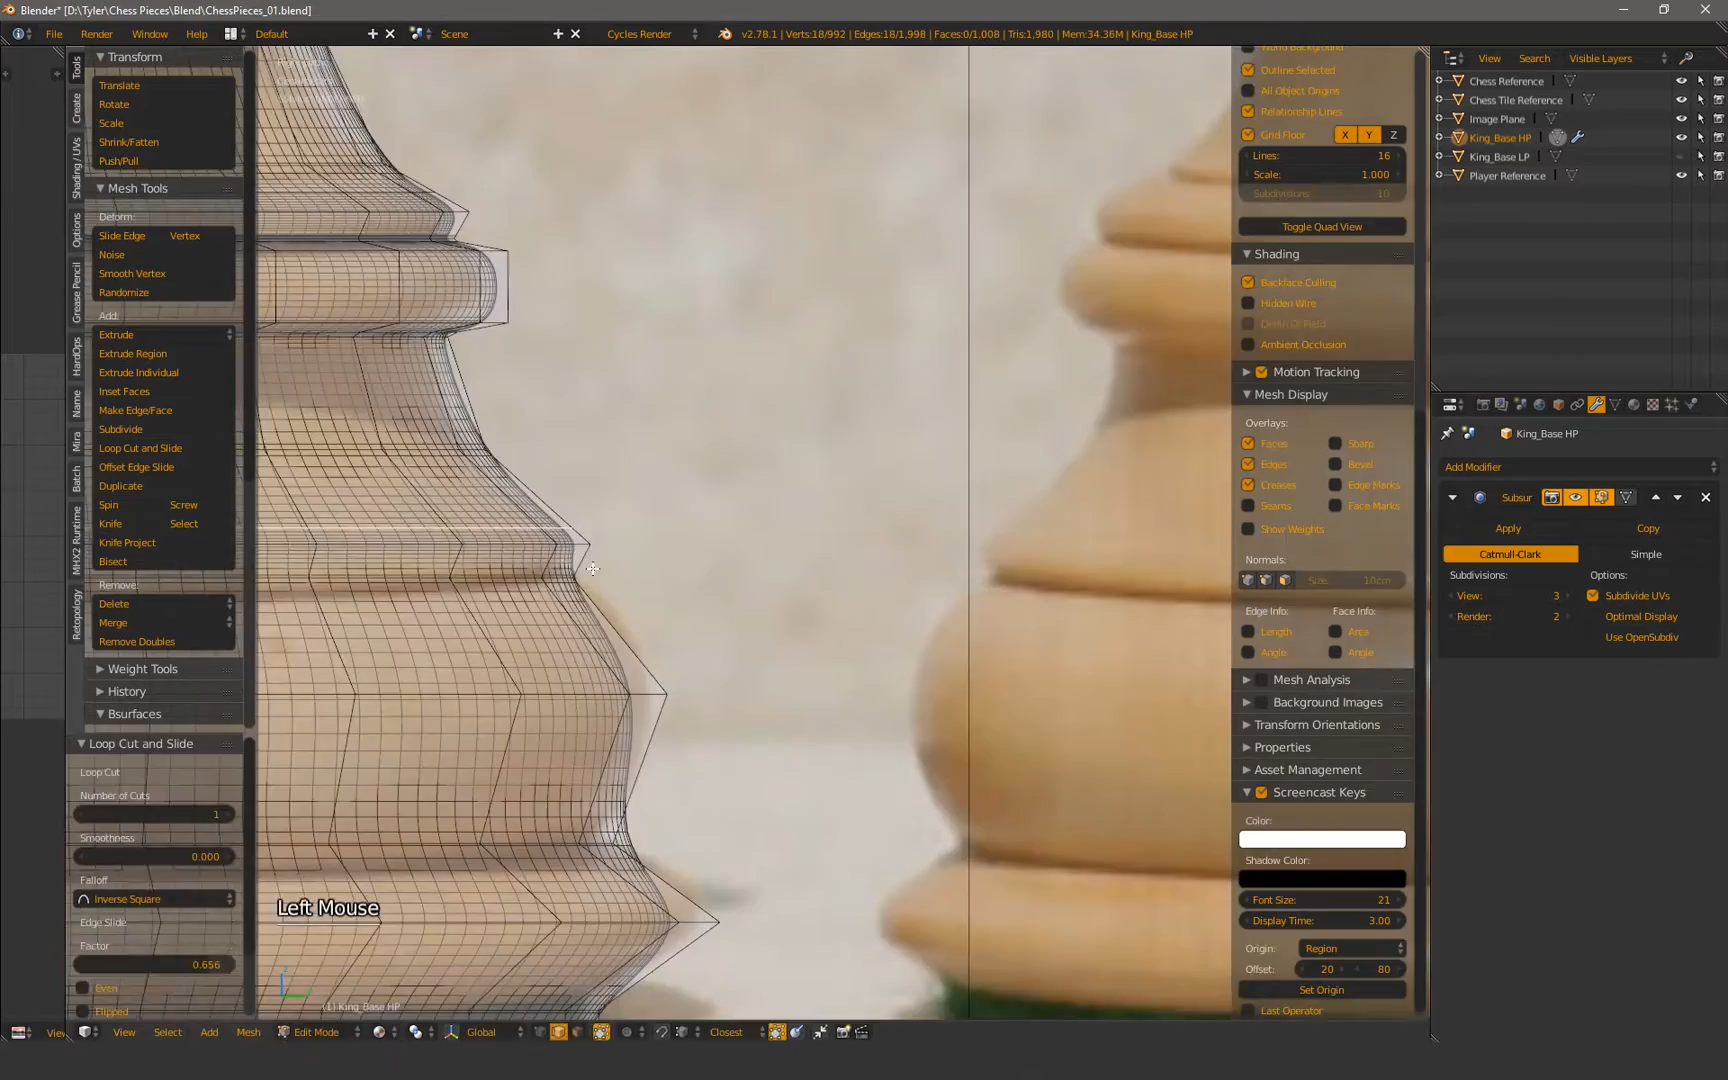 Blender* [D:\Tyler\Chess Pieces\Blend\ChessPieces_01.blend]
File Render Window Help Default Scene Cycles Render v2.78.1 | Verts:18/992 | Edges:18/1,998 | Faces:0/1,008 | Tris:1,980 | Mem:34.36M | King_Base HP
Tools
Create
Shading / UVs
Options
Grease Pencil
HardOps
Name
Mira
Batch
MHX2 Runtime
Retopology
Transform
Translate
Rotate
Scale
Shrink/Fatten
Push/Pull
Mesh Tools
Deform:
Slide Edge Vertex
Noise
Smooth Vertex
Randomize
Add:
Extrude
Extrude Region
Extrude Individual
Inset Faces
Make Edge/Face
Subdivide
Loop Cut and Slide
Offset Edge Slide
Duplicate
Spin Screw
Knife Select
Knife Project
Bisect
Remove:
Delete
Merge
Remove Doubles
Weight Tools
History
Bsurfaces
Loop Cut and Slide
Loop Cut
Number of Cuts
1
Smoothness
0.000
Falloff
Inverse Square
Edge Slide
Factor
0.656
Even
Flipped
Left Mouse
(1) King_Base HP
View Select Add Mesh Edit Mode Global Closest
World Background
Outline Selected
All Object Origins
Relationship Lines
Grid Floor X Y Z
Lines: 16
Scale: 1.000
Subdivisions: 10
Toggle Quad View
Shading
Backface Culling
Hidden Wire
Depth Of Field
Ambient Occlusion
Motion Tracking
Mesh Display
Overlays:
Faces Sharp
Edges Bevel
Creases Edge Marks
Seams Face Marks
Show Weights
Normals:
Size: 10cm
Edge Info: Face Info:
Length Area
Angle Angle
Mesh Analysis
Background Images
Transform Orientations
Properties
Asset Management
Screencast Keys
Color:
Shadow Color:
Font Size: 21
Display Time: 3.00
Origin: Region
Offset: 20 80
Set Origin
Last Operator
View Search Visible Layers
Chess Reference
Chess Tile Reference
Image Plane
King_Base HP
King_Base LP
Player Reference
King_Base HP
Add Modifier
Subsur
Apply Copy
Catmull-Clark Simple
Subdivisions: Options:
View: 3 Subdivide UVs
Render: 2 Optimal Display
Use OpenSubdiv